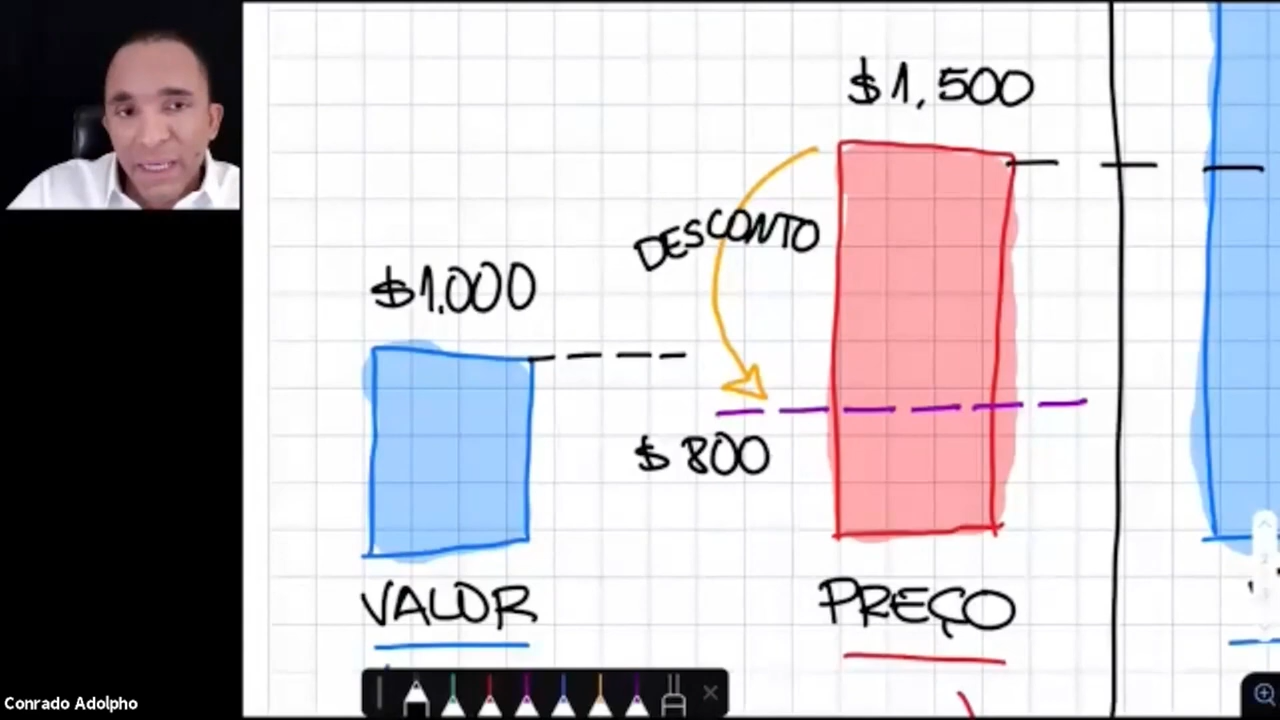 $1,500
DESCONTO
$1.000
$800
VALOR
PREÇO
Conrado Adolpho